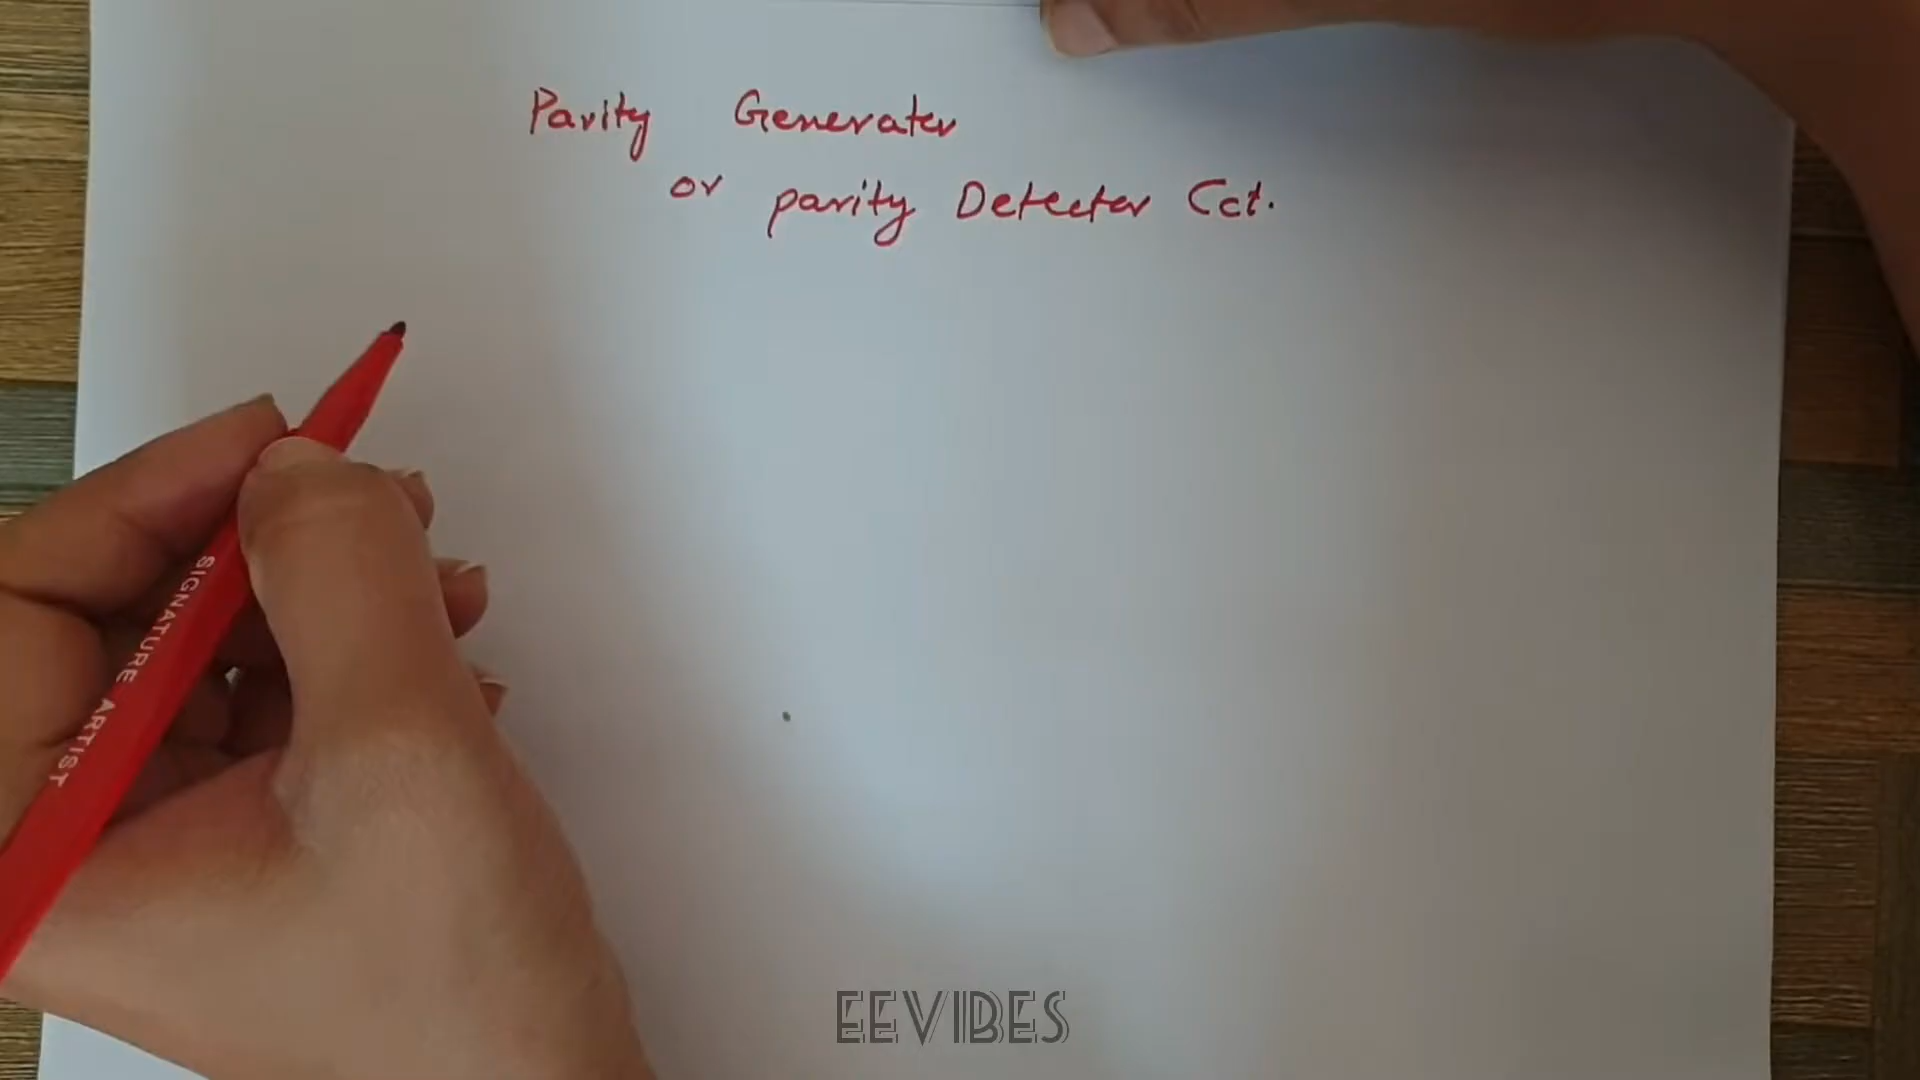 Parity Generater
or parity Detecter Cct.
SIGNATURE ARTIST
EEVIBES